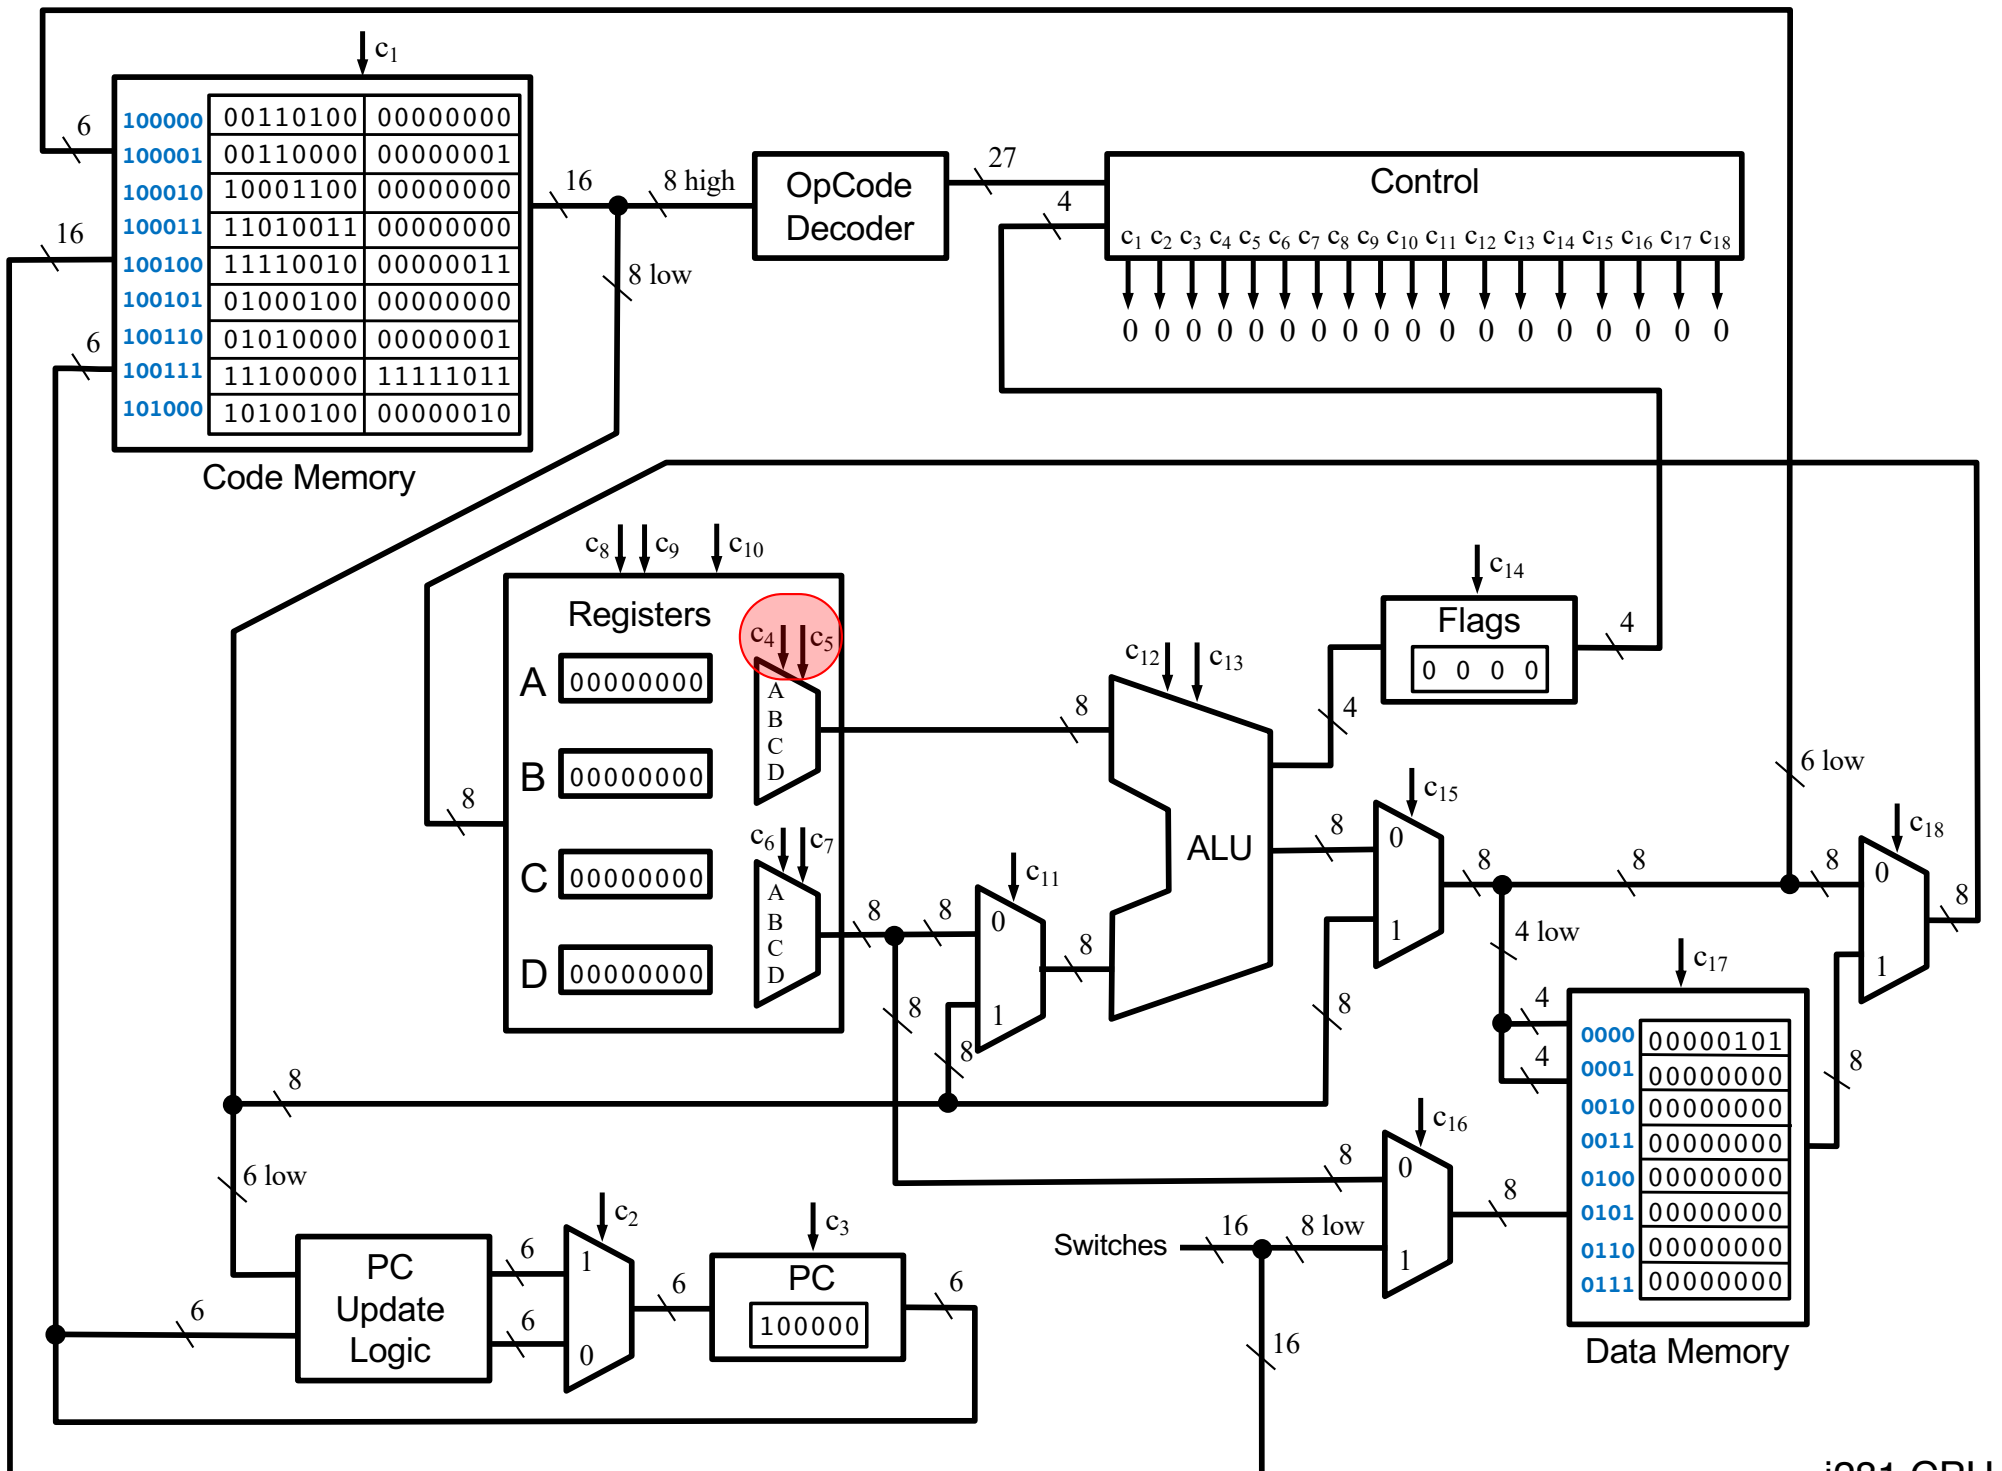 c1
100000 00110100 00000000
100001 00110000 00000001
100010 10001100 00000000
100011 11010011 00000000
100100 11110010 00000011
100101 01000100 00000000
100110 01010000 00000001
100111 11100000 11111011
101000 10100100 00000010
Code Memory
6
16
6
16
8 high
8 low
OpCode
Decoder
27
4
Control
c1 c2 c3 c4 c5 c6 c7 c8 c9 c10 c11 c12 c13 c14 c15 c16 c17 c18
0 0 0 0 0 0 0 0 0 0 0 0 0 0 0 0 0 0
c8 c9 c10
Registers
A 00000000
B 00000000
C 00000000
D 00000000
8
c4 c5
A
B
C
D
c6 c7
A
B
C
D
8
8
8
8
c11
0
1
8
8
c12 c13
ALU
c14
Flags
0 0 0 0
4
4
8
c15
0
1
8
8
8
6 low
8
c18
0
1
8
4 low
4
4
c17
0000 00000101
0001 00000000
0010 00000000
0011 00000000
0100 00000000
0101 00000000
0110 00000000
0111 00000000
Data Memory
8
8
8
c16
0
1
8
Switches
16
8 low
16
6 low
PC
Update
Logic
6
6
6
c2
1
0
6
c3
PC
100000
6